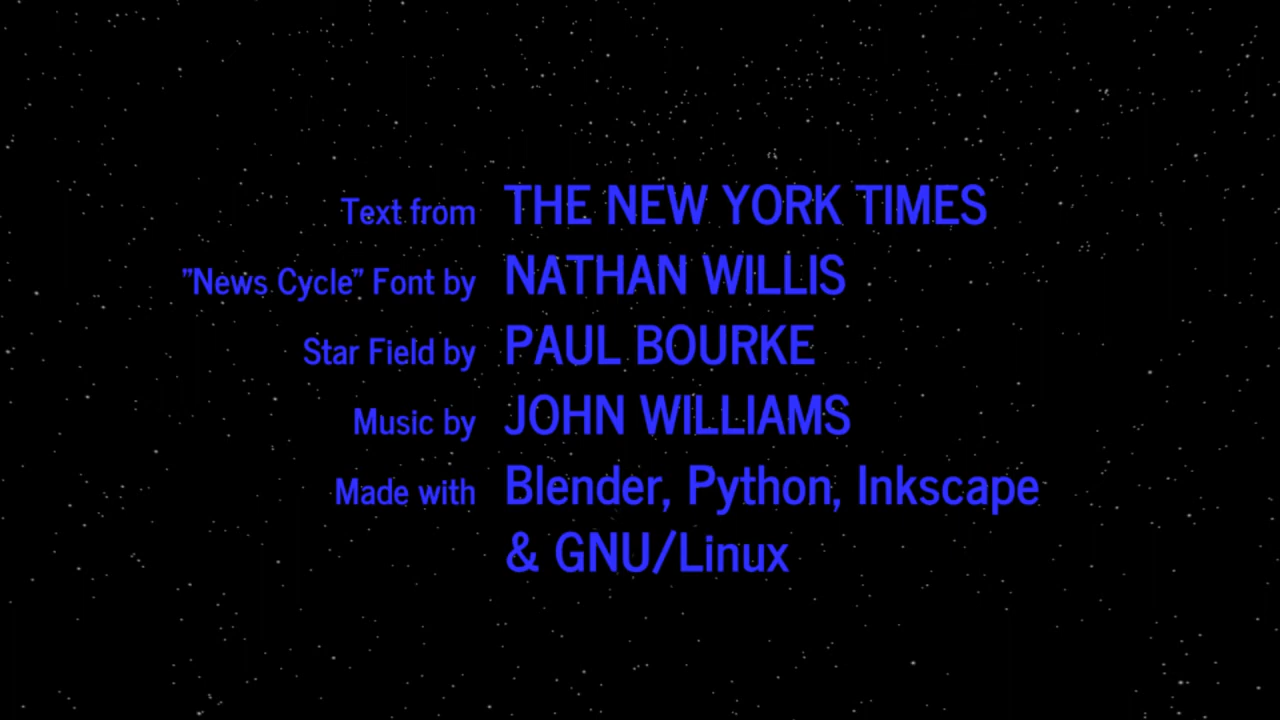 Text from THE NEW YORK TIMES
"News Cycle" Font by NATHAN WILLIS
Star Field by PAUL BOURKE
Music by JOHN WILLIAMS
Made with Blender, Python, Inkscape
& GNU/Linux